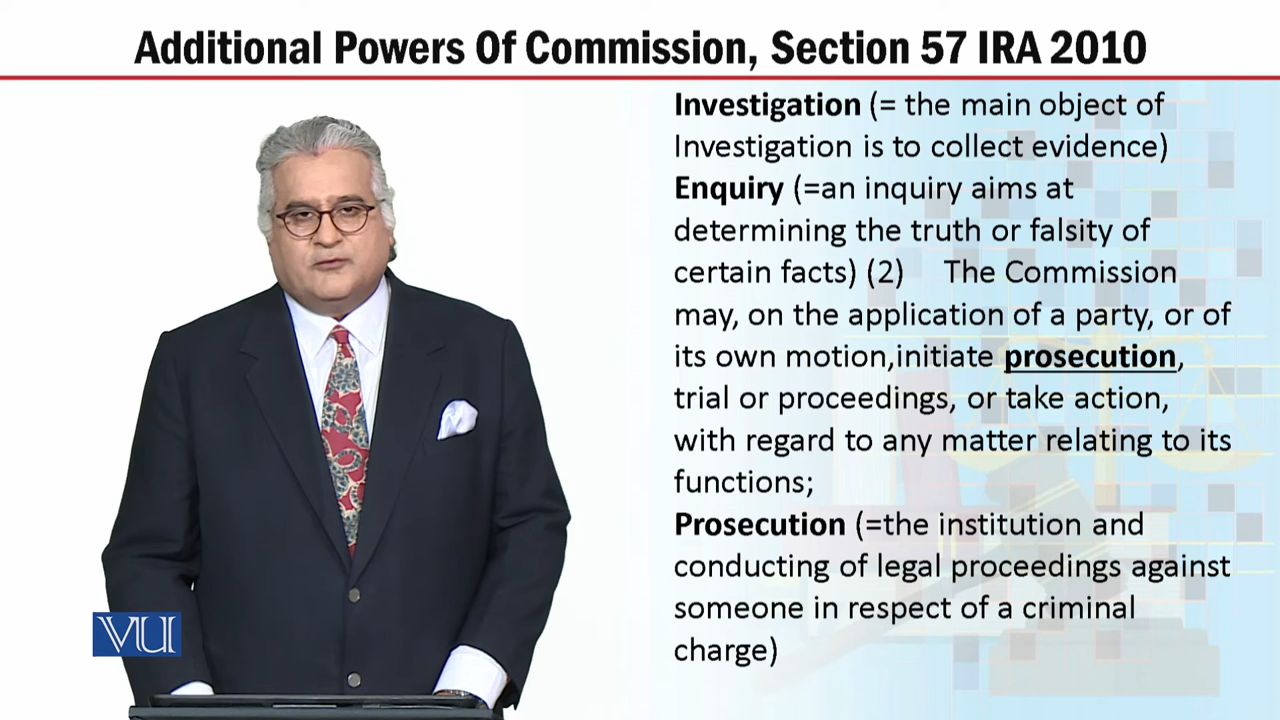 Additional Powers Of Commission, Section 57 IRA 2010
Investigation (= the main object of
Investigation is to collect evidence)
Enquiry (=an inquiry aims at
determining the truth or falsity of
certain facts) (2) The Commission
may, on the application of a party, or of
its own motion,initiate prosecution,
trial or proceedings, or take action,
with regard to any matter relating to its
functions;
Prosecution (=the institution and
conducting of legal proceedings against
someone in respect of a criminal
charge)
VU